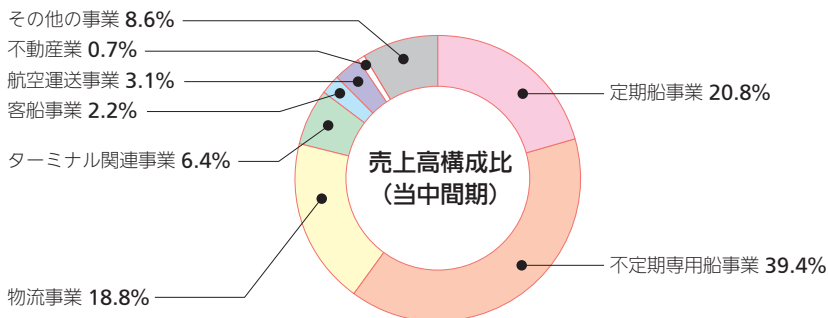 その他の事業 8.6%
不動産業 0.7%
航空運送事業 3.1%
客船事業 2.2%
ターミナル関連事業 6.4%
物流事業 18.8%
売上高構成比
（当中間期）
定期船事業 20.8%
不定期専用船事業 39.4%